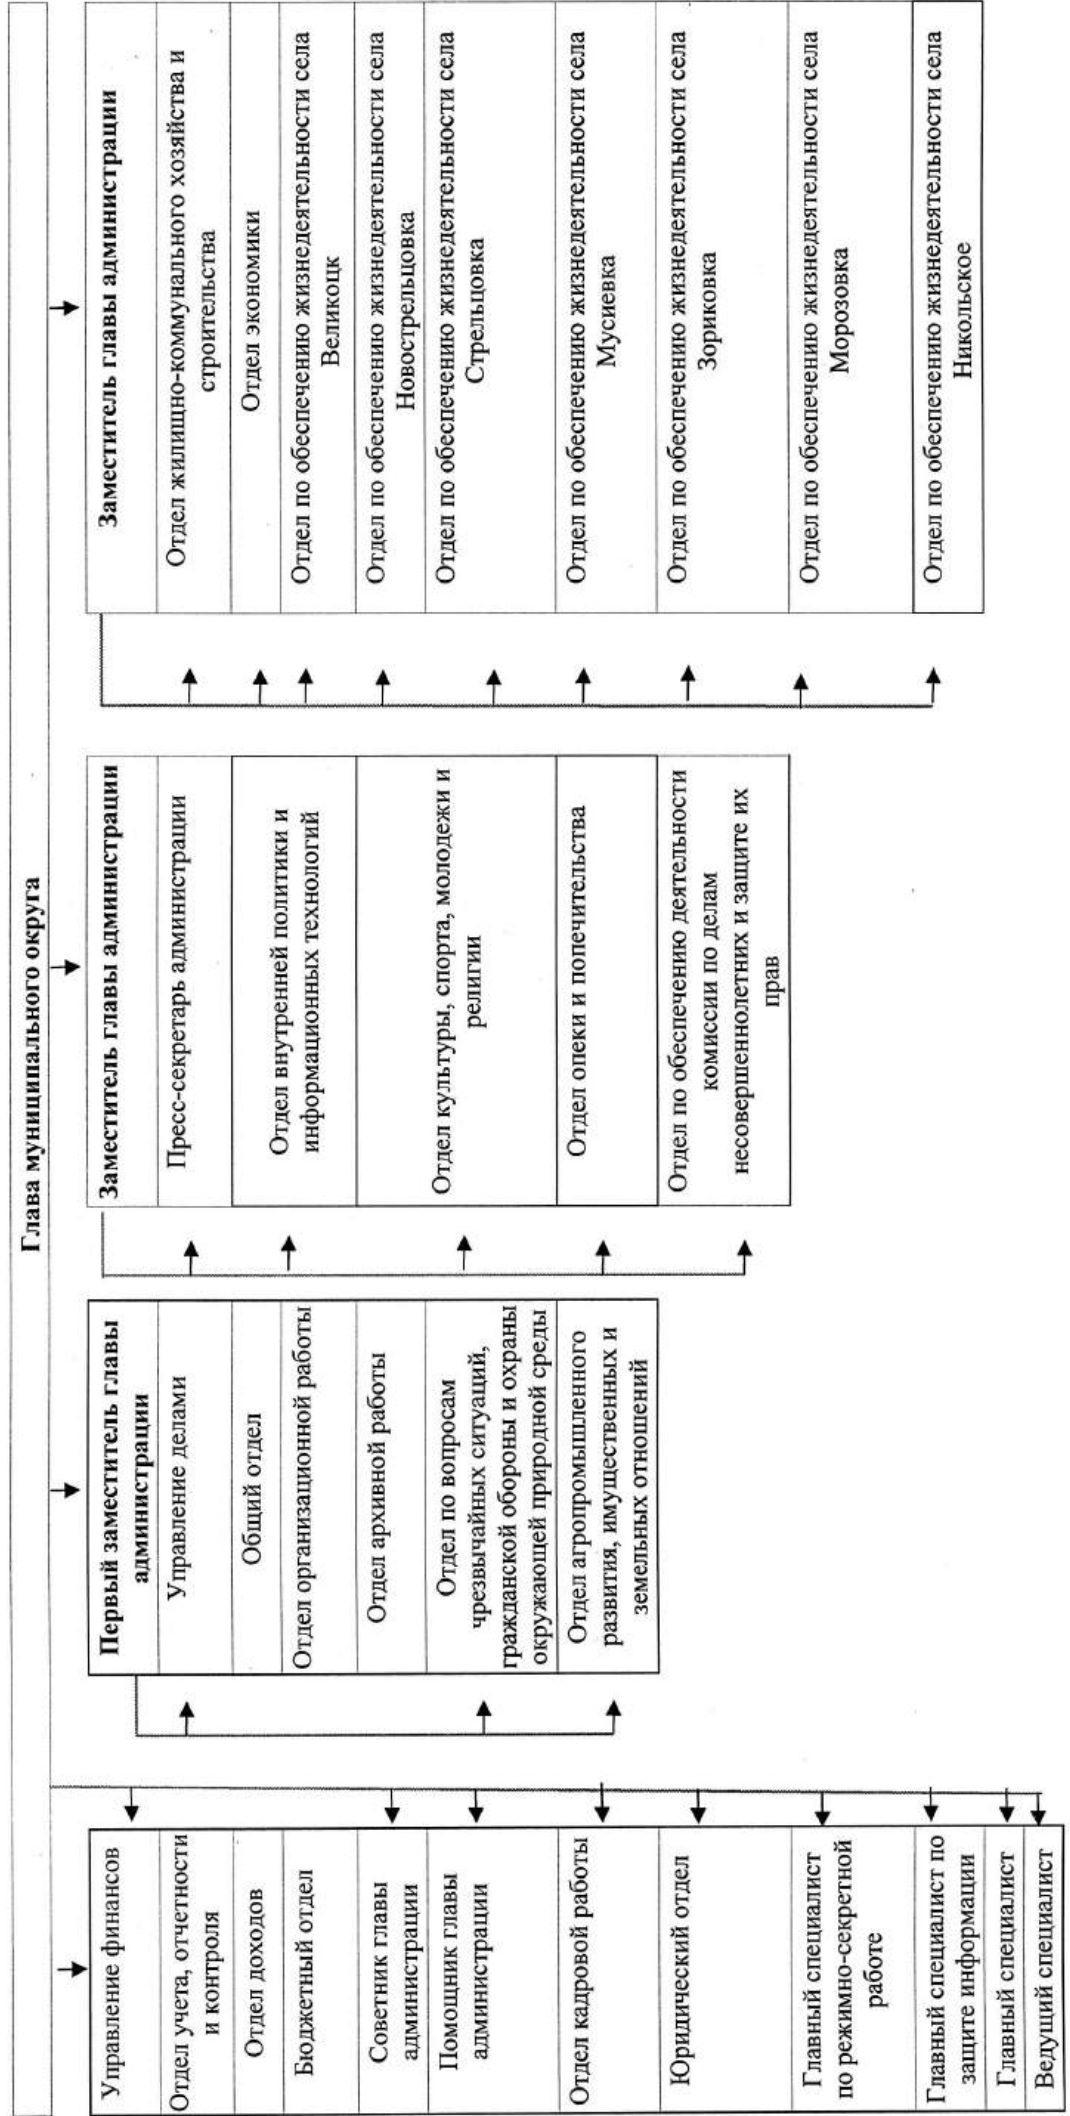 Глава муниципального округа
Управление финансов
Отдел учета, отчетности
и контроля
Отдел доходов
Бюджетный отдел
Советник главы
администрации
Помощник главы
администрации
Отдел кадровой работы
Юридический отдел
Главный специалист
по режимно-секретной
работе
Главный специалист по
защите информации
Главный специалист
Ведущий специалист
Первый заместитель главы
администрации
Управление делами
Общий отдел
Отдел организационной работы
Отдел архивной работы
Отдел по вопросам
чрезвычайных ситуаций,
гражданской обороны и охраны
окружающей природной среды
Отдел агропромышленного
развития, имущественных и
земельных отношений
Заместитель главы администрации
Пресс-секретарь администрации
Отдел внутренней политики и
информационных технологий
Отдел культуры, спорта, молодежи и
религии
Отдел опеки и попечительства
Отдел по обеспечению деятельности
комиссии по делам
несовершеннолетних и защите их
прав
Заместитель главы администрации
Отдел жилищно-коммунального хозяйства и
строительства
Отдел экономики
Отдел по обеспечению жизнедеятельности села
Великоцк
Отдел по обеспечению жизнедеятельности села
Новострельцовка
Отдел по обеспечению жизнедеятельности села
Стрельцовка
Отдел по обеспечению жизнедеятельности села
Мусиевка
Отдел по обеспечению жизнедеятельности села
Зориковка
Отдел по обеспечению жизнедеятельности села
Морозовка
Отдел по обеспечению жизнедеятельности села
Никольское